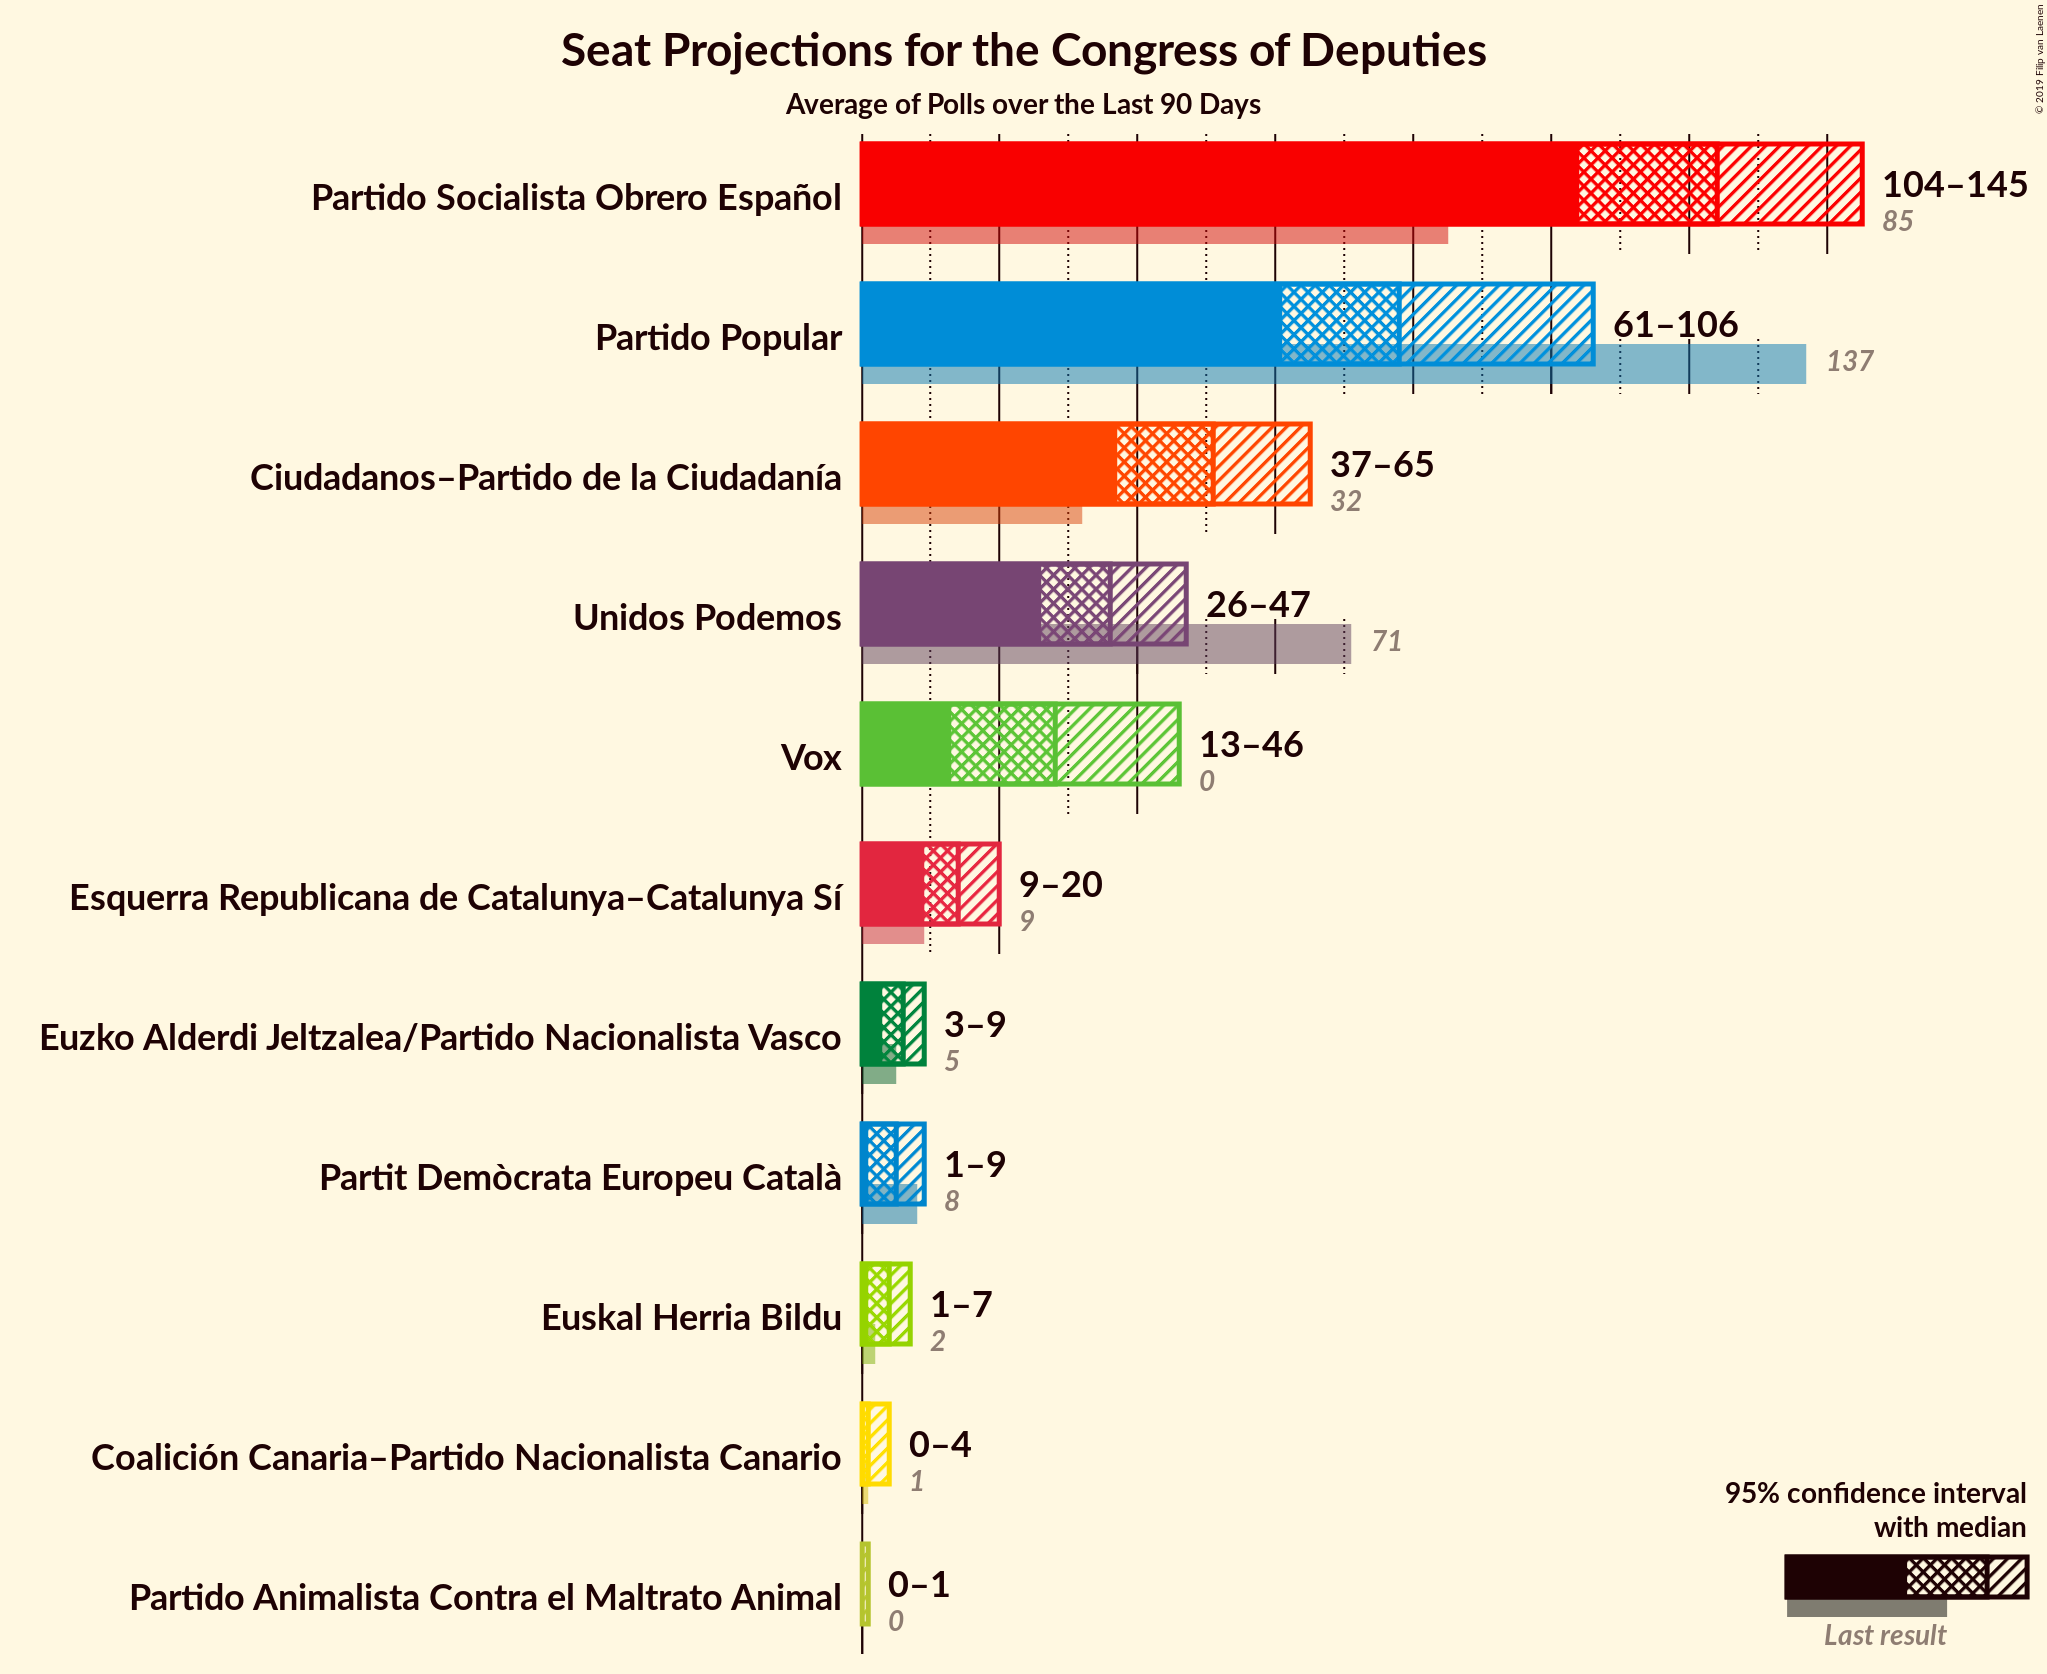 Seat Projections for the Congress of Deputies
Average of Polls over the Last 90 Days
© 2019 Filip van Laenen
Partido Socialista Obrero Español
104–145
85
Partido Popular
61–106
137
Ciudadanos–Partido de la Ciudadanía
37–65
32
Unidos Podemos
26–47
71
Vox
13–46
0
Esquerra Republicana de Catalunya–Catalunya Sí
9–20
9
Euzko Alderdi Jeltzalea/Partido Nacionalista Vasco
3–9
5
Partit Demòcrata Europeu Català
1–9
8
Euskal Herria Bildu
1–7
2
Coalición Canaria–Partido Nacionalista Canario
0–4
1
Partido Animalista Contra el Maltrato Animal
0–1
0
95% confidence interval
with median
Last result